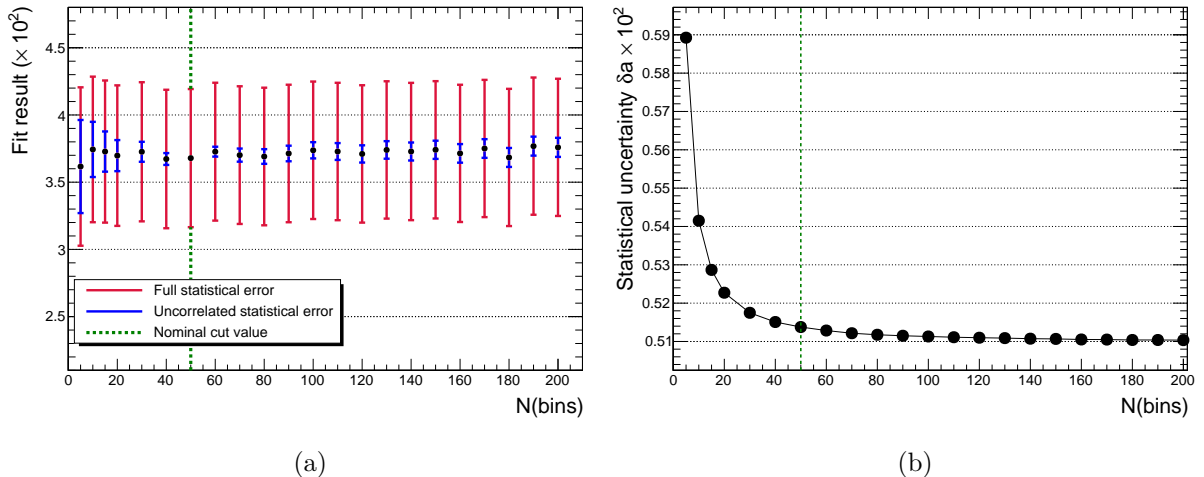 Fit result (× 10²)
4.5
4
3.5
3
2.5
0 20 40 60 80 100 120 140 160 180 200
N(bins)
Full statistical error
Uncorrelated statistical error
Nominal cut value
(a)
Statistical uncertainty δa × 10²
0.59
0.58
0.57
0.56
0.55
0.54
0.53
0.52
0.51
0 20 40 60 80 100 120 140 160 180 200
N(bins)
(b)